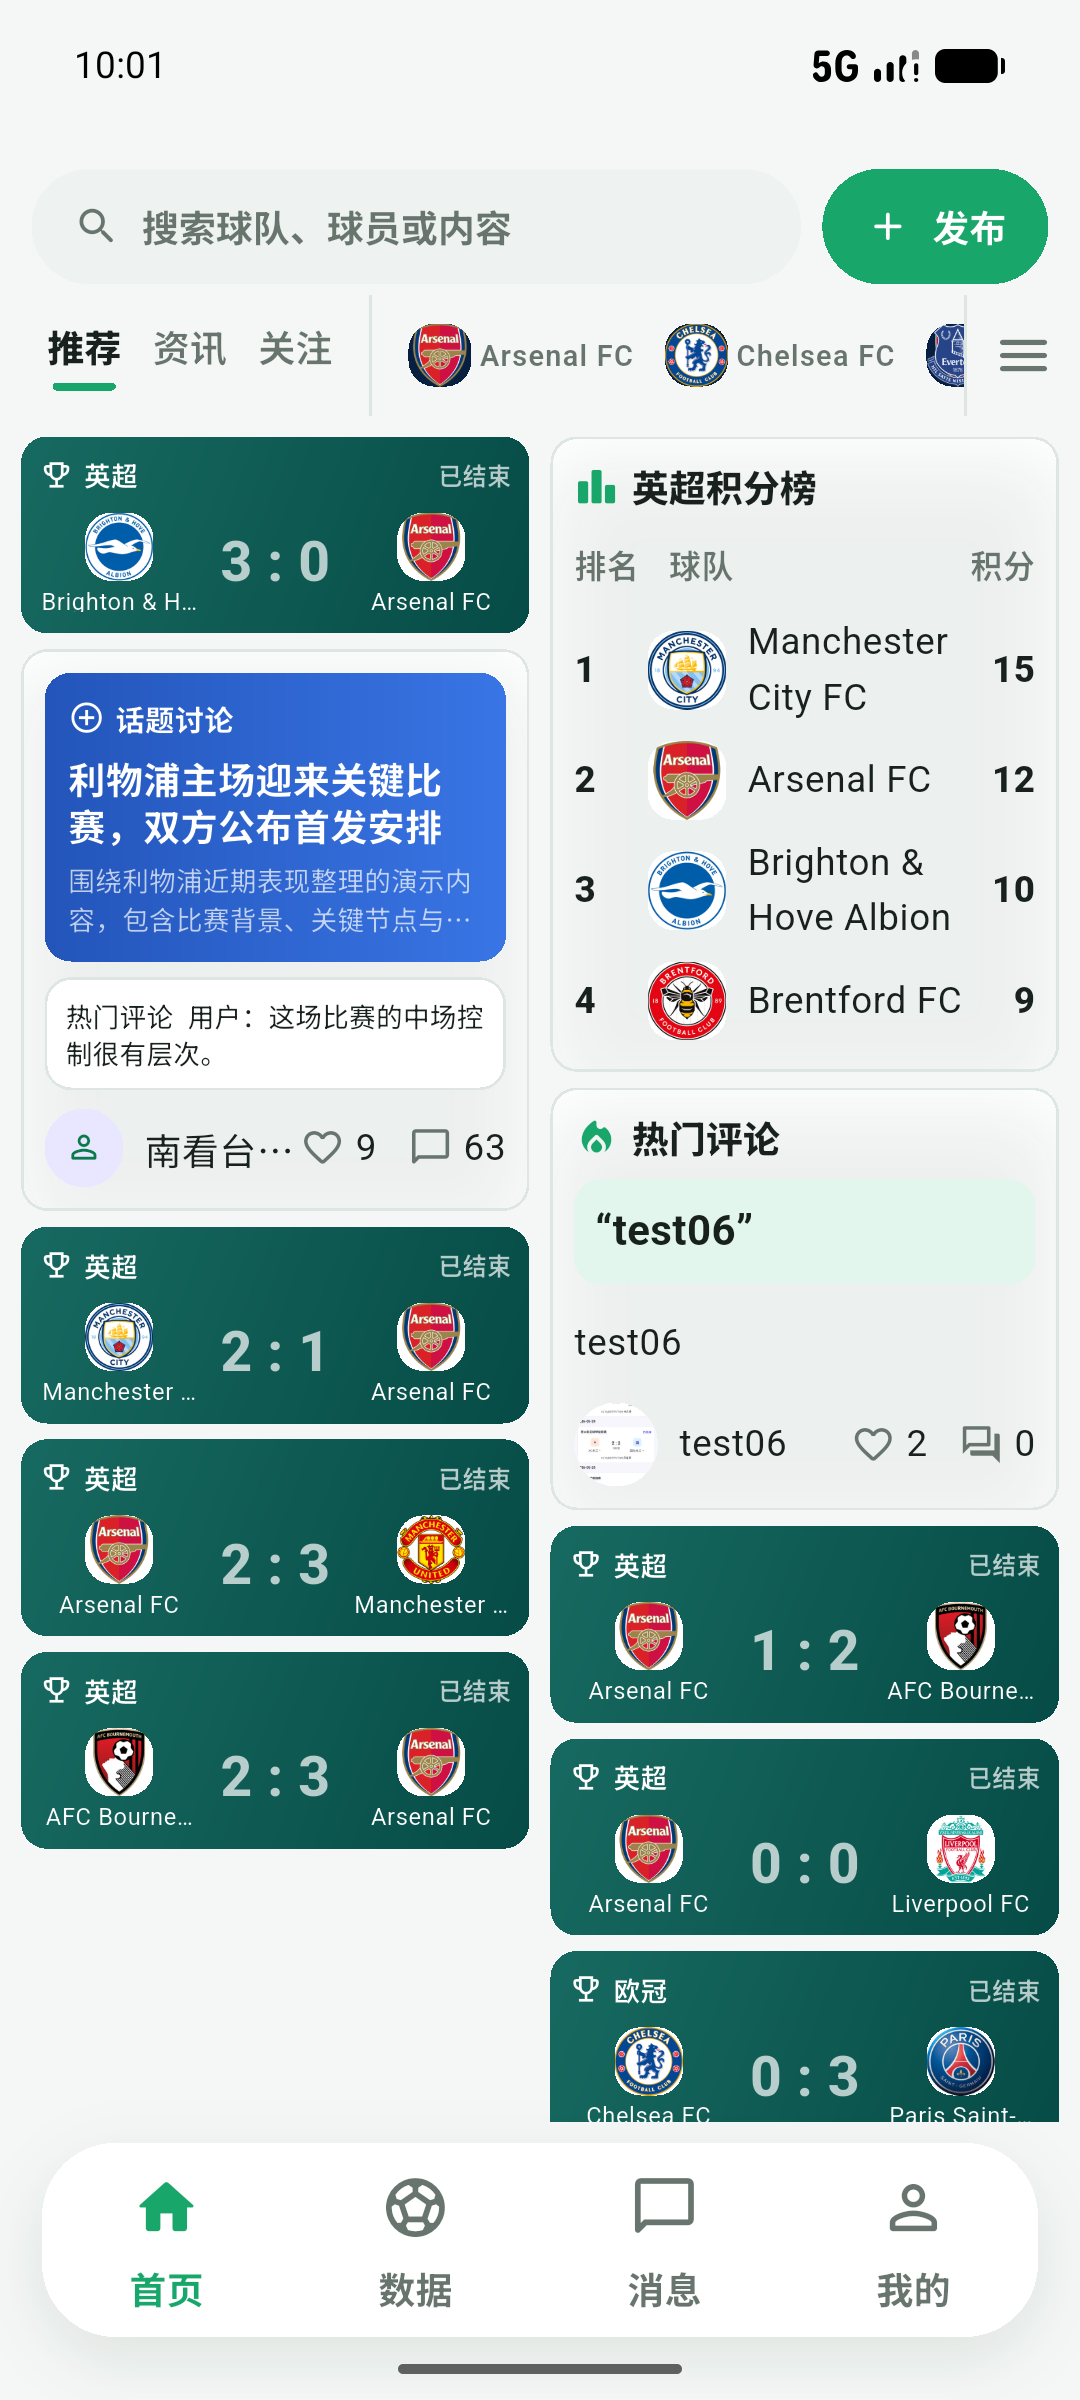 10:01
5G
搜索球队、球员或内容
发布
推荐
资讯
关注
Arsenal FC
Chelsea FC
英超
已结束
3 : 0
Brighton & H...
Arsenal FC
话题讨论
利物浦主场迎来关键比
赛，双方公布首发安排
围绕利物浦近期表现整理的演示内
容，包含比赛背景、关键节点与…
热门评论 用户：这场比赛的中场控
制很有层次。
南看台…
9
63
英超
已结束
2 : 1
Manchester ...
Arsenal FC
英超
已结束
2 : 3
Arsenal FC
Manchester ...
英超
已结束
2 : 3
AFC Bourne...
Arsenal FC
英超积分榜
排名 球队 积分
1 Manchester City FC 15
2 Arsenal FC 12
3 Brighton & Hove Albion 10
4 Brentford FC 9
热门评论
“test06”
test06
test06
2
0
英超
已结束
1 : 2
Arsenal FC
AFC Bourne...
英超
已结束
0 : 0
Arsenal FC
Liverpool FC
欧冠
已结束
0 : 3
Chelsea FC
Paris Saint-...
首页
数据
消息
我的